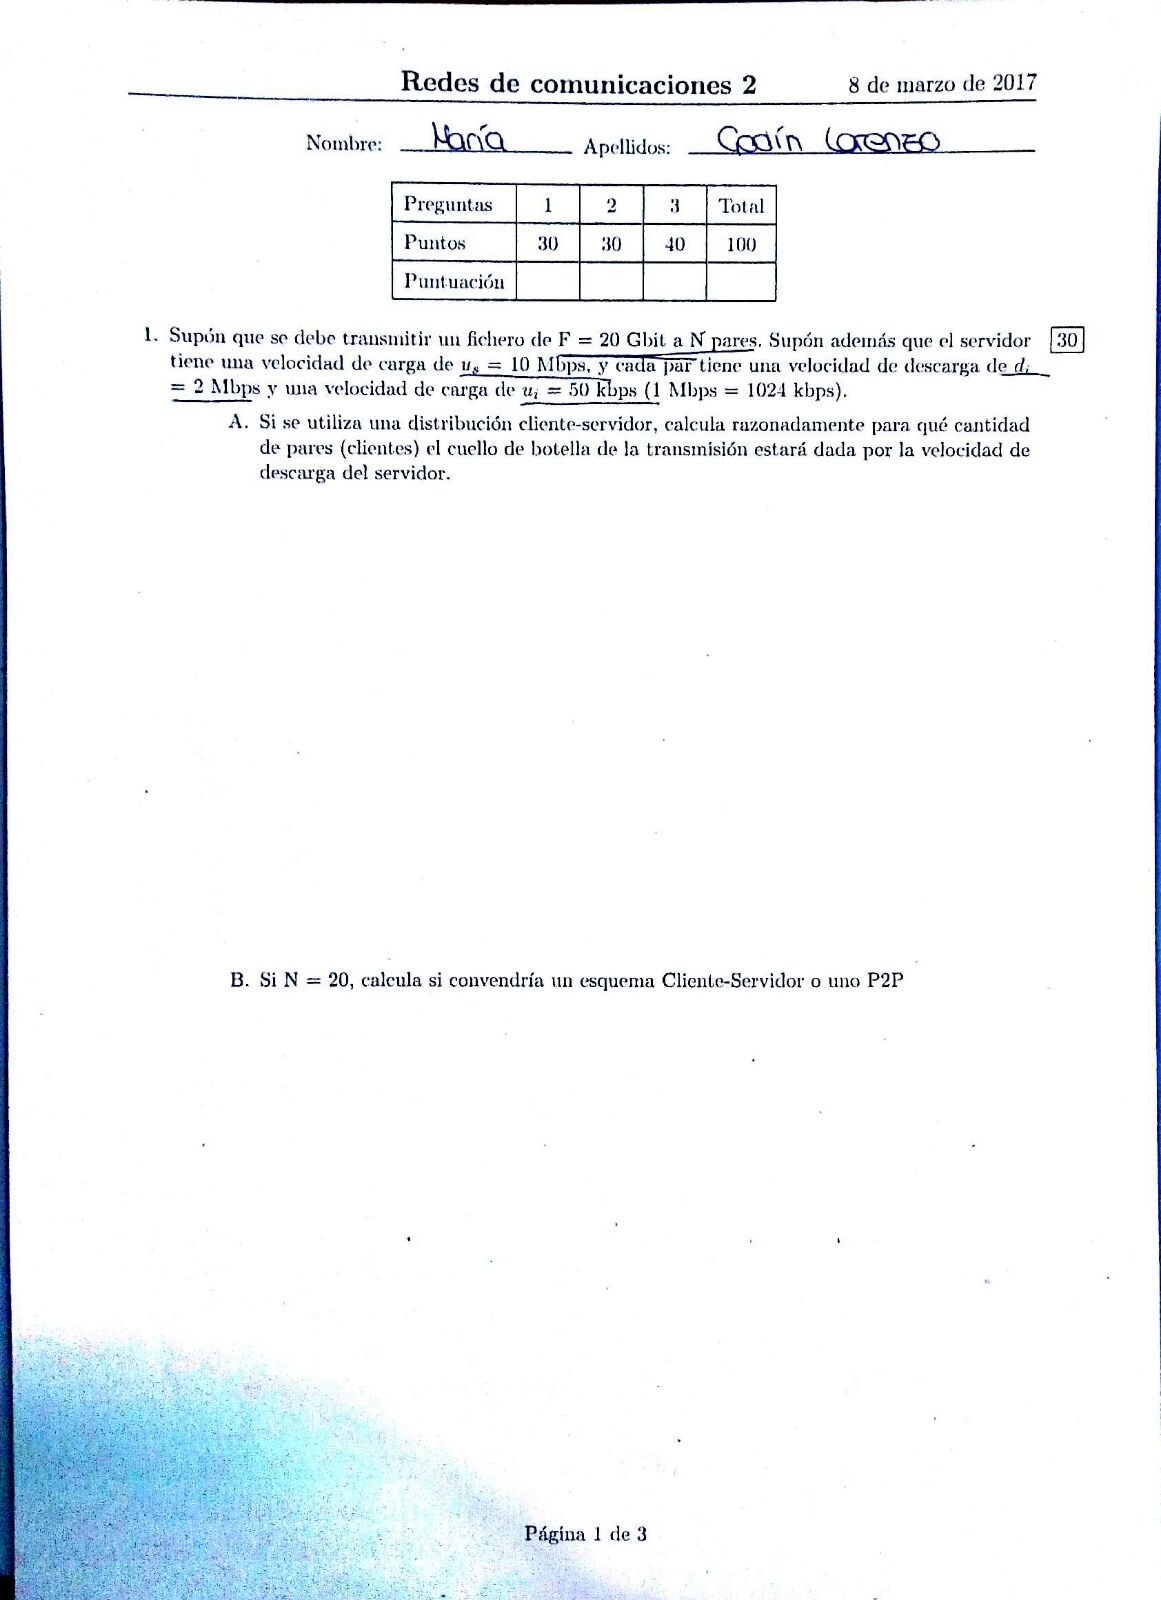 Redes de comunicaciones 2 8 de marzo de 2017
Nombre: María Apellidos: Lorenzo
Preguntas 1 2 3 Total
Puntos 30 30 40 100
Puntuación
1. Supón que se debe transmitir un fichero de F = 20 Gbit a N pares. Supón además que el servidor 30
tiene una velocidad de carga de uₛ = 10 Mbps, y cada par tiene una velocidad de descarga de dᵢ
= 2 Mbps y una velocidad de carga de uᵢ = 50 kbps (1 Mbps = 1024 kbps).
A. Si se utiliza una distribución cliente-servidor, calcula razonadamente para qué cantidad
de pares (clientes) el cuello de botella de la transmisión estará dada por la velocidad de
descarga del servidor.
B. Si N = 20, calcula si convendría un esquema Cliente-Servidor o uno P2P
Página 1 de 3